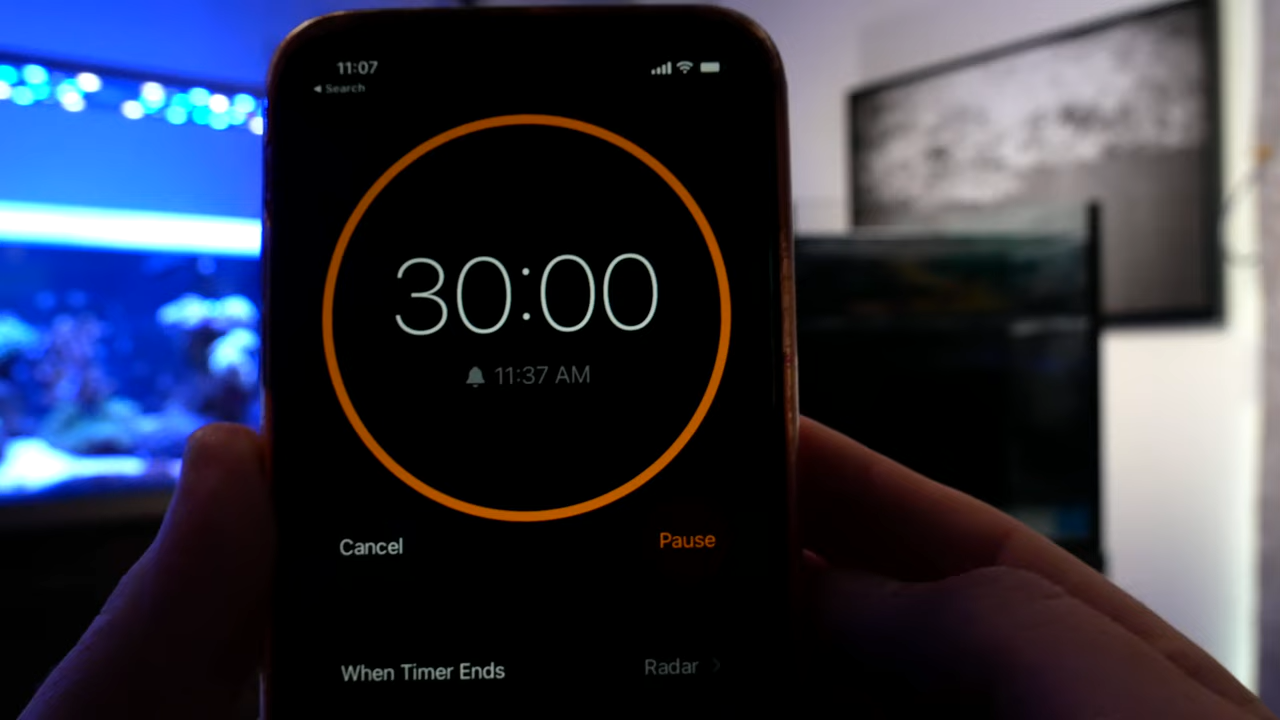 11:07
◀ Search
30:00
11:37 AM
Cancel Pause
When Timer Ends Radar >